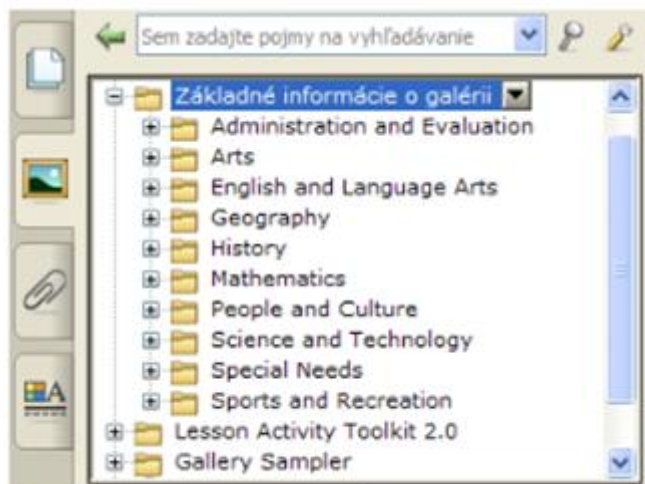 Sem zadajte pojmy na vyhľadávanie
Základné informácie o galérii
Administration and Evaluation
Arts
English and Language Arts
Geography
History
Mathematics
People and Culture
Science and Technology
Special Needs
Sports and Recreation
Lesson Activity Toolkit 2.0
Gallery Sampler
A